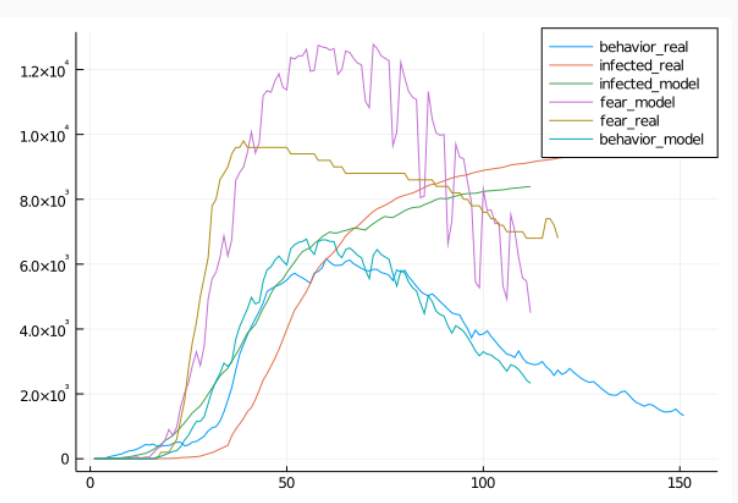 1.2×10⁴
1.0×10⁴
8.0×10³
6.0×10³
4.0×10³
2.0×10³
0
0 50 100 150
behavior_real
infected_real
infected_model
fear_model
fear_real
behavior_model